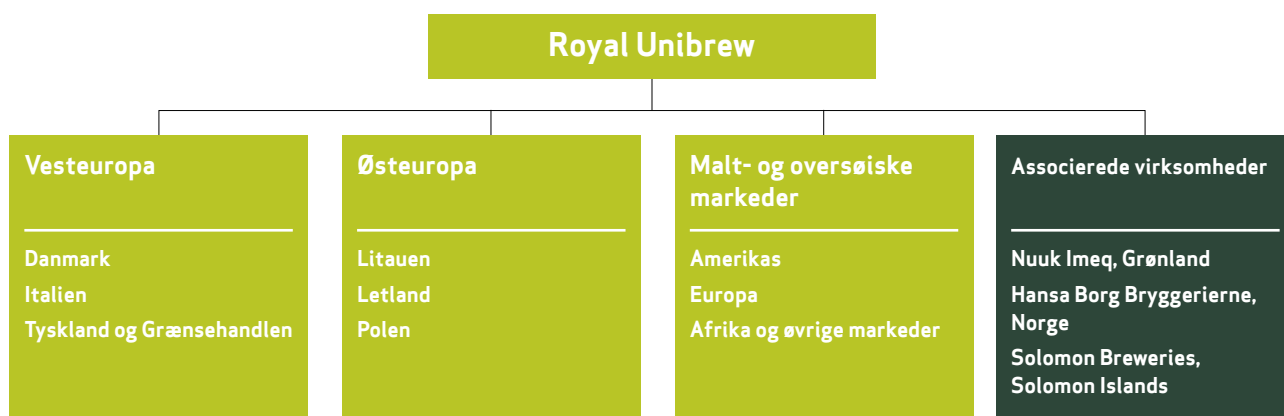 Royal Unibrew
Vesteuropa
Danmark
Italien
Tyskland og Grænsehandlen
Østeuropa
Litauen
Letland
Polen
Malt- og oversøiske
markeder
Amerikas
Europa
Afrika og øvrige markeder
Associerede virksomheder
Nuuk Imeq, Grønland
Hansa Borg Bryggerierne,
Norge
Solomon Breweries,
Solomon Islands